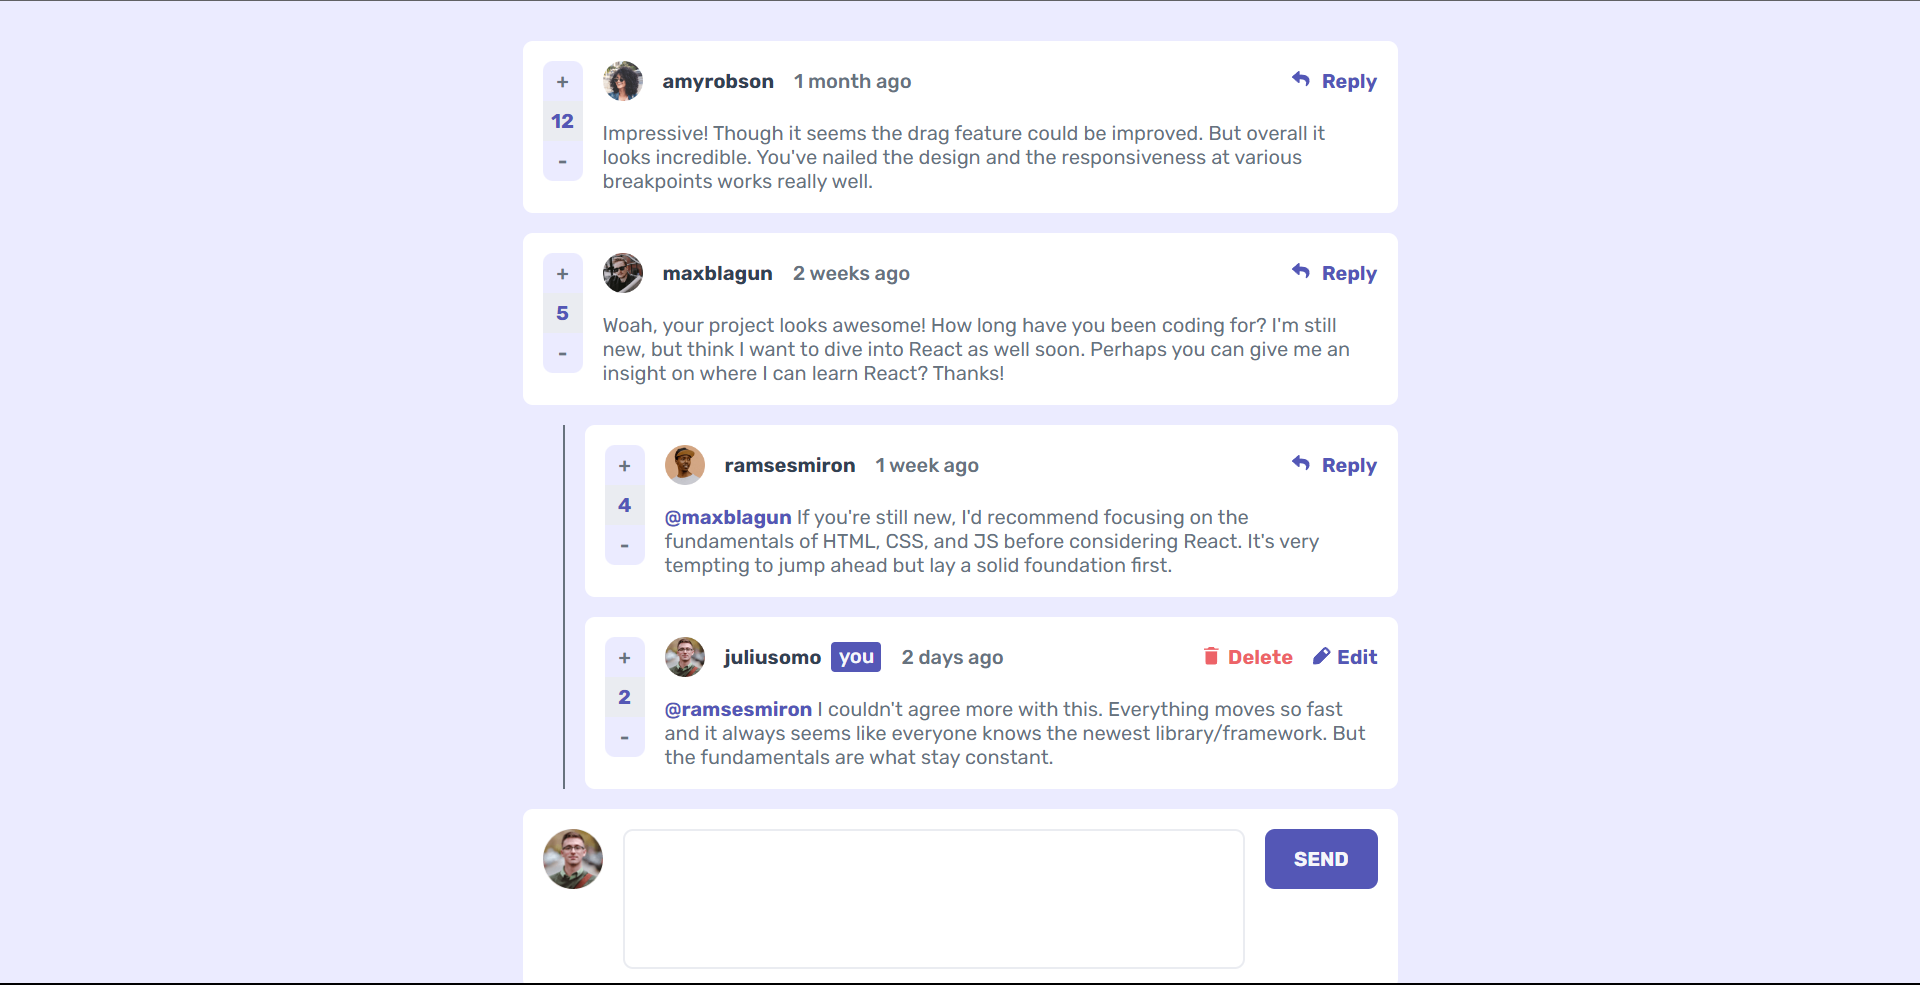 +
amyrobson 1 month ago Reply
12
Impressive! Though it seems the drag feature could be improved. But overall it
looks incredible. You've nailed the design and the responsiveness at various
-
breakpoints works really well.
+
maxblagun 2 weeks ago Reply
5
Woah, your project looks awesome! How long have you been coding for? I'm still
new, but think I want to dive into React as well soon. Perhaps you can give me an
-
insight on where I can learn React? Thanks!
+
ramsesmiron 1 week ago Reply
4
@maxblagun If you're still new, I'd recommend focusing on the
fundamentals of HTML, CSS, and JS before considering React. It's very
-
tempting to jump ahead but lay a solid foundation first.
+
juliusomo you 2 days ago Delete Edit
2
@ramsesmiron I couldn't agree more with this. Everything moves so fast
and it always seems like everyone knows the newest library/framework. But
-
the fundamentals are what stay constant.
SEND